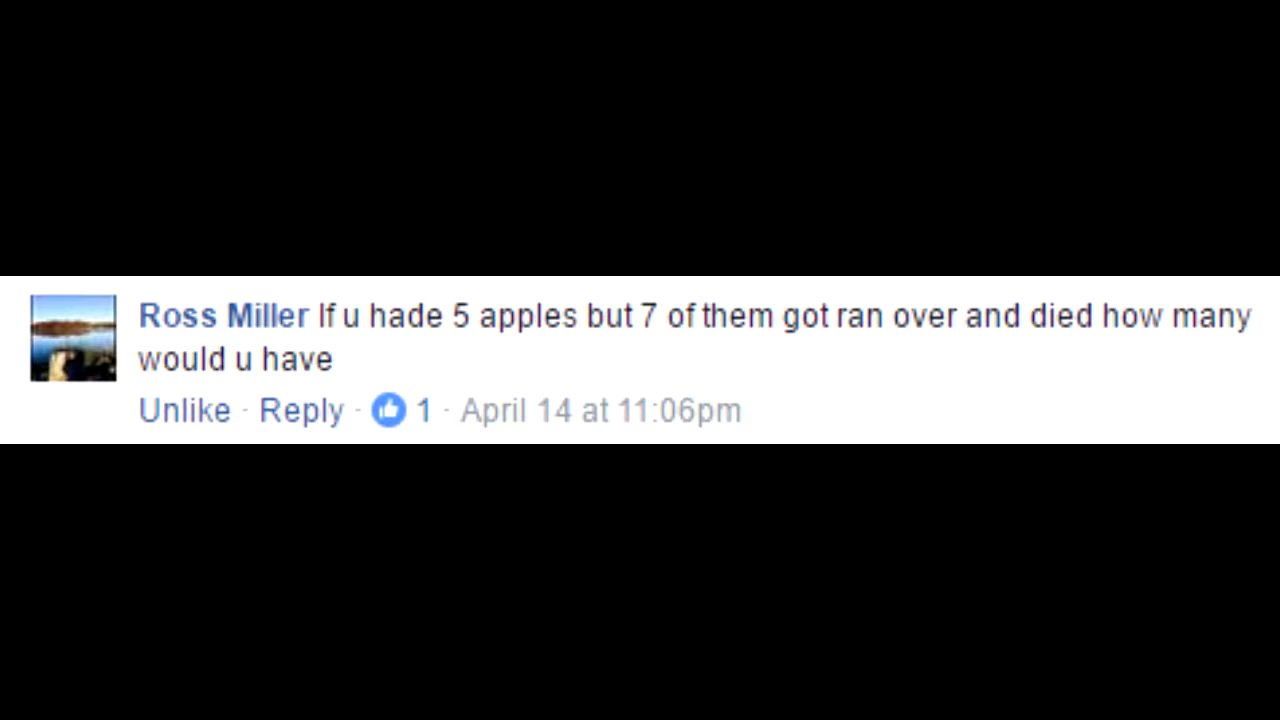 Ross Miller If u hade 5 apples but 7 of them got ran over and died how many
would u have
Unlike · Reply · 1 · April 14 at 11:06pm